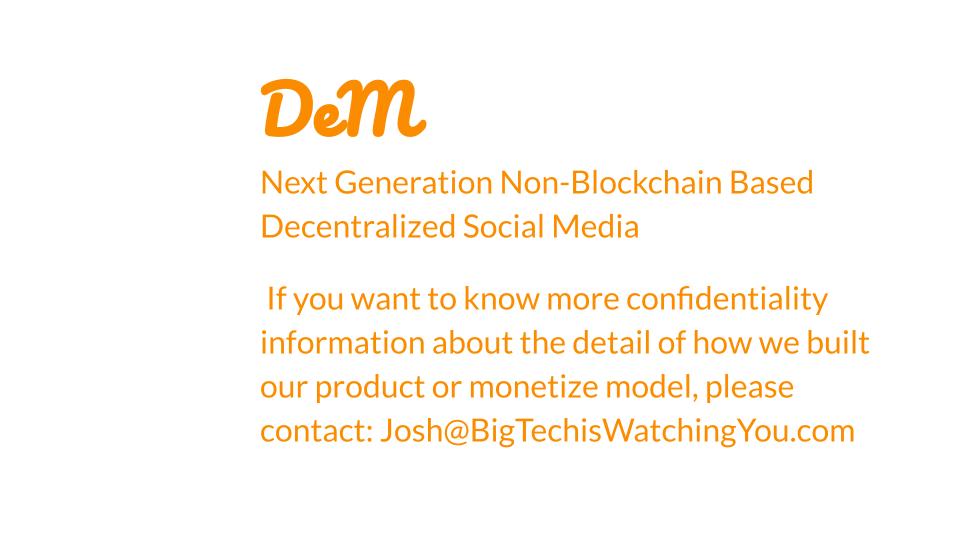 DeM
Next Generation Non-Blockchain Based
Decentralized Social Media
If you want to know more confidentiality
information about the detail of how we built
our product or monetize model, please
contact: Josh@BigTechisWatchingYou.com